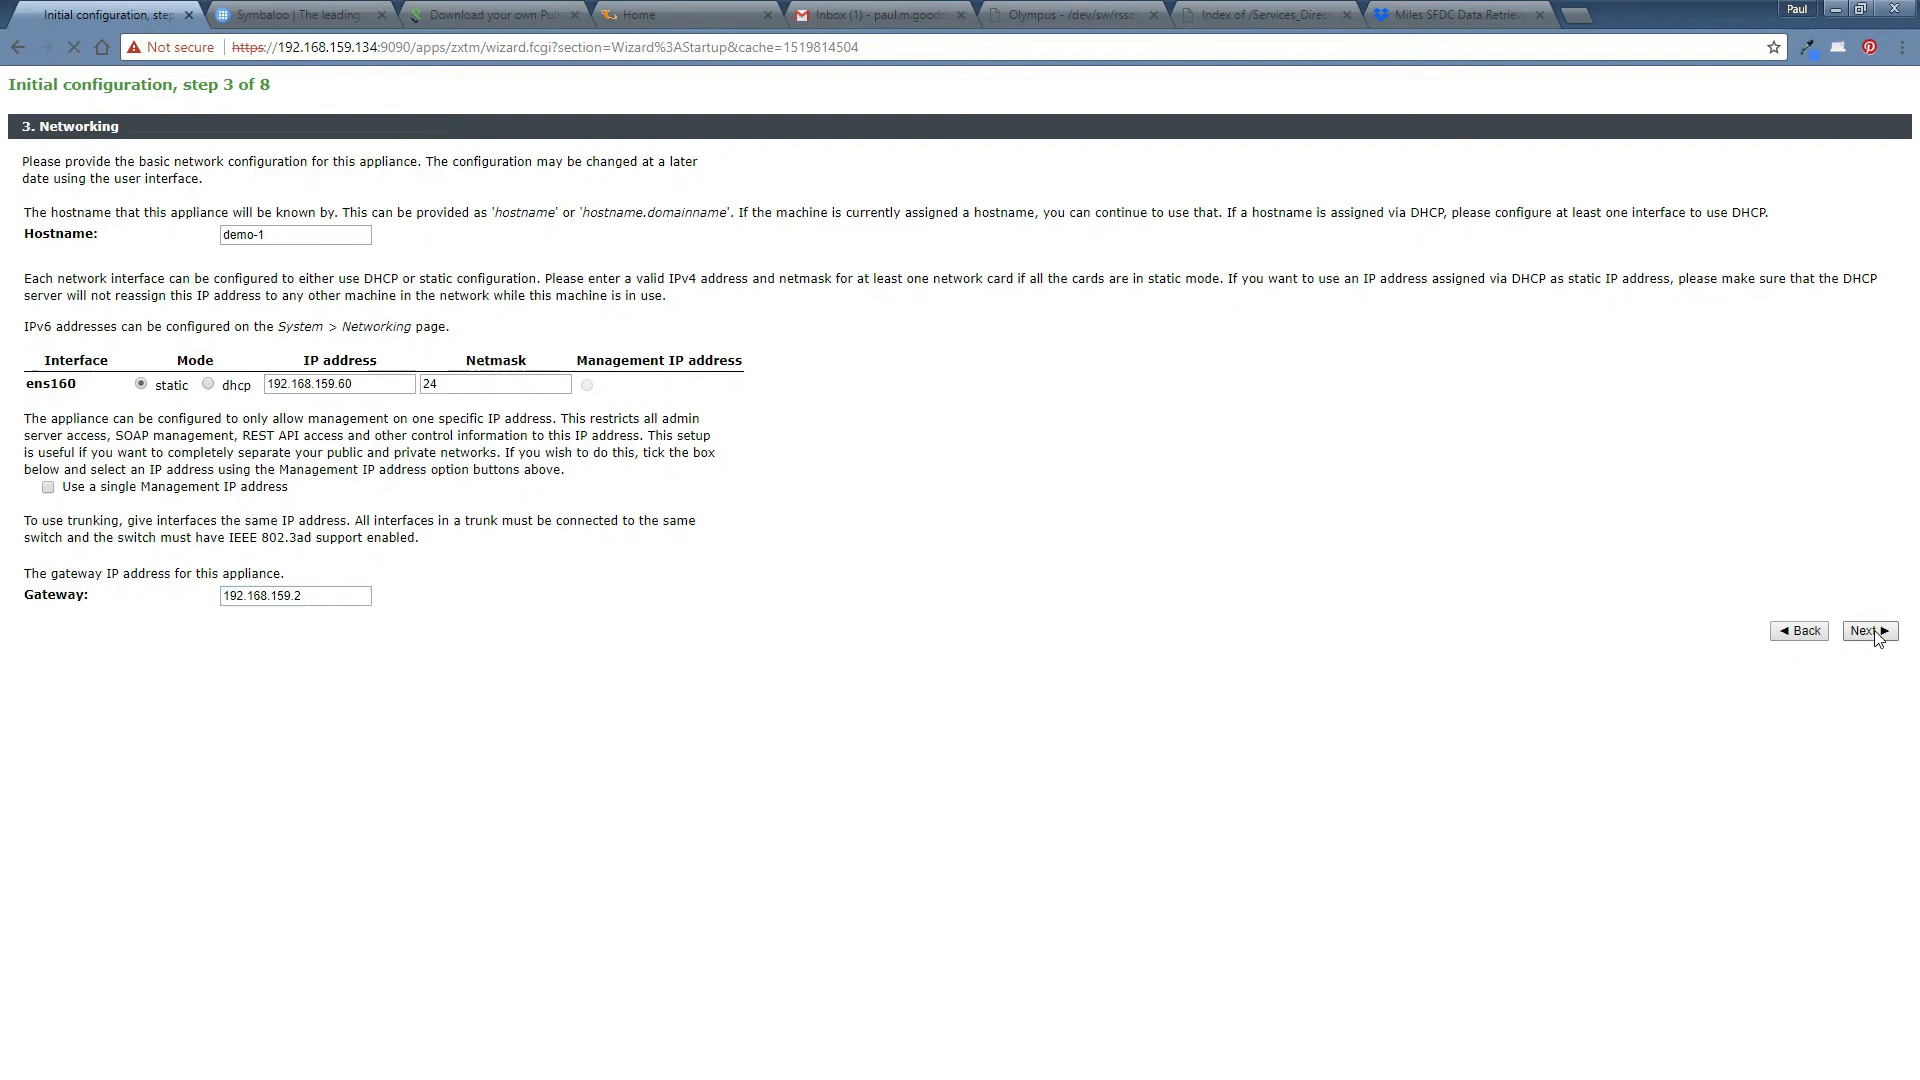 Initial configuration, step
Symbaloo | The leading
Download your own Pul
Home
Inbox (1) - paul.m.good
Olympus - /dev/sw/rssc
Index of /Services_Direc
Miles SFDC Data Retriev
Paul
Not secure
https://192.168.159.134:9090/apps/zxtm/wizard.fcgi?section=Wizard%3AStartup&cache=1519814504
Initial configuration, step 3 of 8
3. Networking
Please provide the basic network configuration for this appliance. The configuration may be changed at a later
date using the user interface.
The hostname that this appliance will be known by. This can be provided as 'hostname' or 'hostname.domainname'. If the machine is currently assigned a hostname, you can continue to use that. If a hostname is assigned via DHCP, please configure at least one interface to use DHCP.
Hostname: demo-1
Each network interface can be configured to either use DHCP or static configuration. Please enter a valid IPv4 address and netmask for at least one network card if all the cards are in static mode. If you want to use an IP address assigned via DHCP as static IP address, please make sure that the DHCP
server will not reassign this IP address to any other machine in the network while this machine is in use.
IPv6 addresses can be configured on the System > Networking page.
Interface Mode IP address Netmask Management IP address
ens160 static dhcp 192.168.159.60 24
The appliance can be configured to only allow management on one specific IP address. This restricts all admin
server access, SOAP management, REST API access and other control information to this IP address. This setup
is useful if you want to completely separate your public and private networks. If you wish to do this, tick the box
below and select an IP address using the Management IP address option buttons above.
Use a single Management IP address
To use trunking, give interfaces the same IP address. All interfaces in a trunk must be connected to the same
switch and the switch must have IEEE 802.3ad support enabled.
The gateway IP address for this appliance.
Gateway: 192.168.159.2
◄ Back Next ►